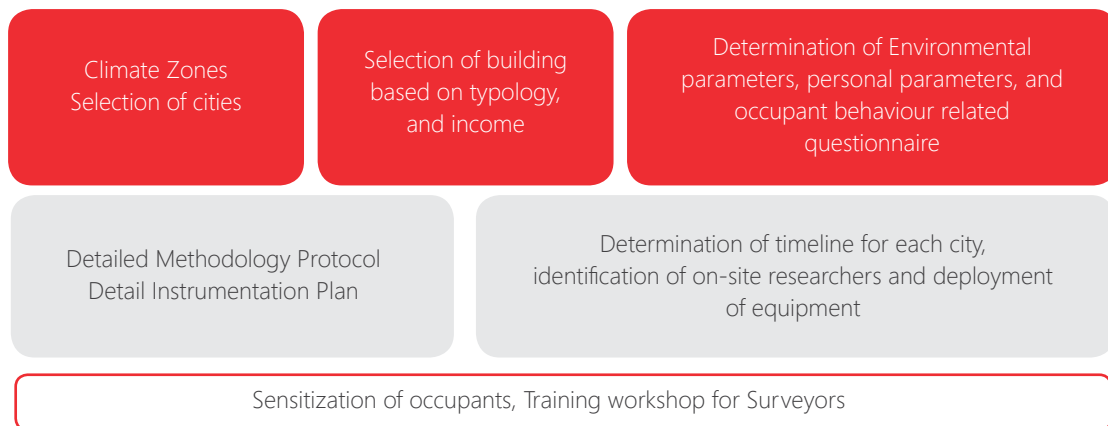 Climate Zones
Selection of cities
Selection of building
based on typology,
and income
Determination of Environmental
parameters, personal parameters, and
occupant behaviour related
questionnaire
Detailed Methodology Protocol
Detail Instrumentation Plan
Determination of timeline for each city,
identification of on-site researchers and deployment
of equipment
Sensitization of occupants, Training workshop for Surveyors